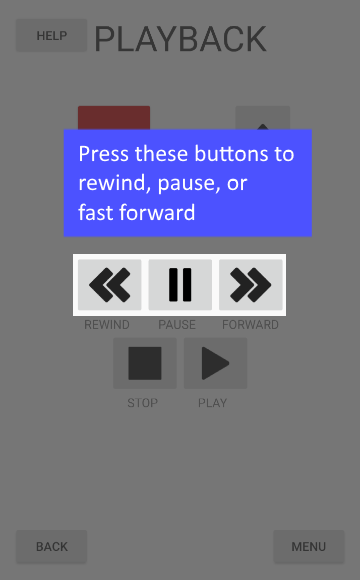 HELP
PLAYBACK
Press these buttons to
rewind, pause, or
fast forward
REWIND PAUSE FORWARD
STOP PLAY
BACK MENU